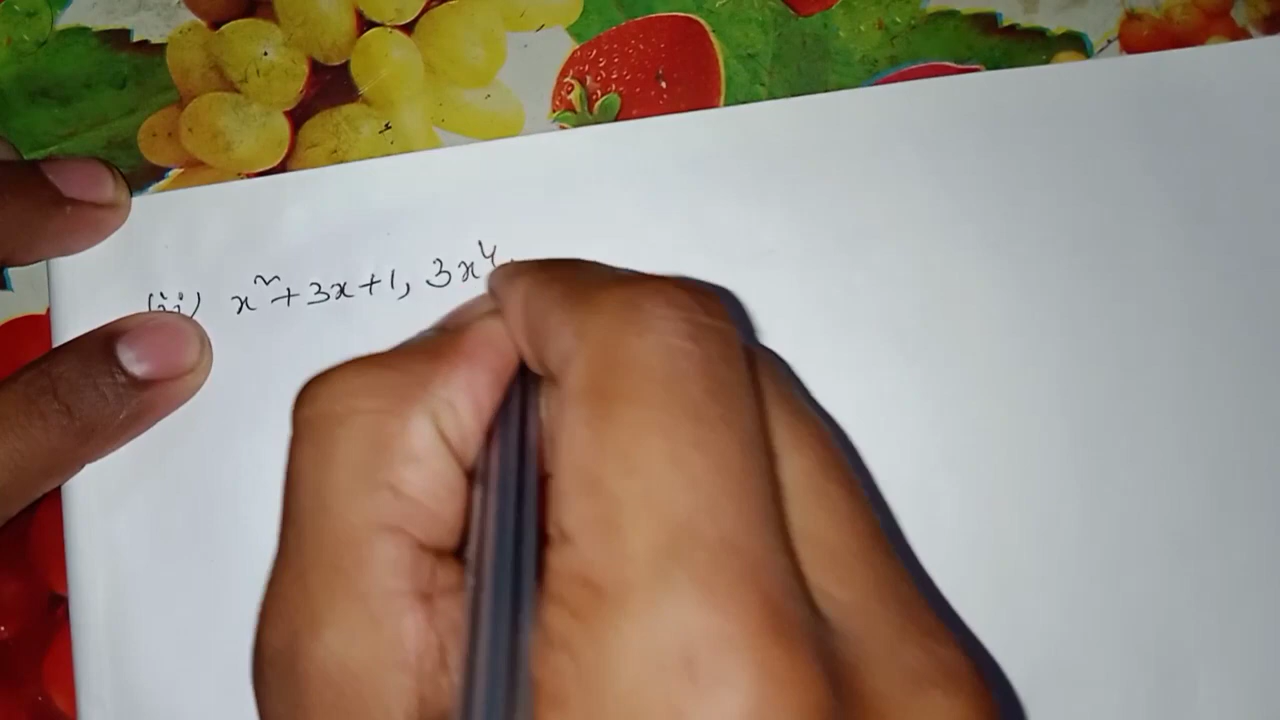 (ii) x²+3x+1, 3x⁴